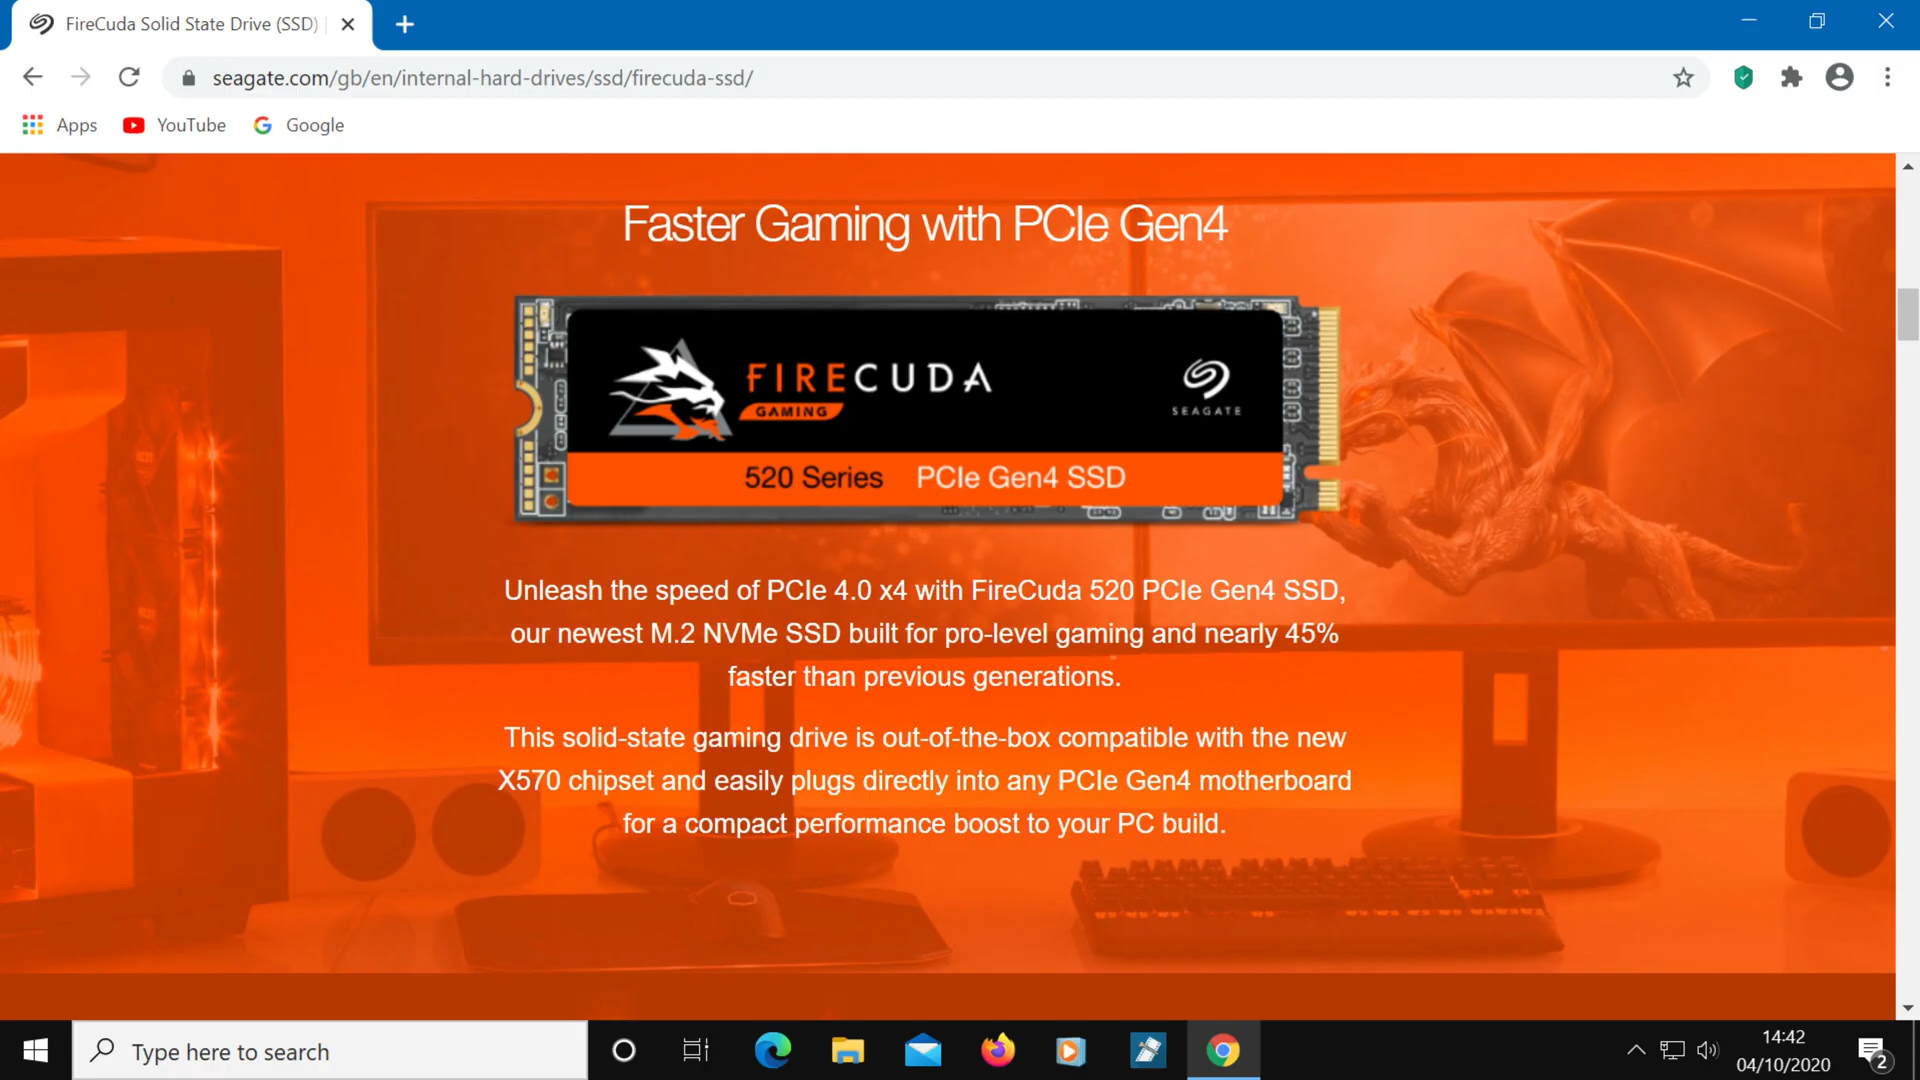 FireCuda Solid State Drive (SSD) |
seagate.com/gb/en/internal-hard-drives/ssd/firecuda-ssd/
Apps YouTube Google
Faster Gaming with PCIe Gen4
FIRECUDA
GAMING
SEAGATE
520 Series PCIe Gen4 SSD
Unleash the speed of PCIe 4.0 x4 with FireCuda 520 PCIe Gen4 SSD,
our newest M.2 NVMe SSD built for pro-level gaming and nearly 45%
faster than previous generations.
This solid-state gaming drive is out-of-the-box compatible with the new
X570 chipset and easily plugs directly into any PCIe Gen4 motherboard
for a compact performance boost to your PC build.
Type here to search
14:42
04/10/2020
2